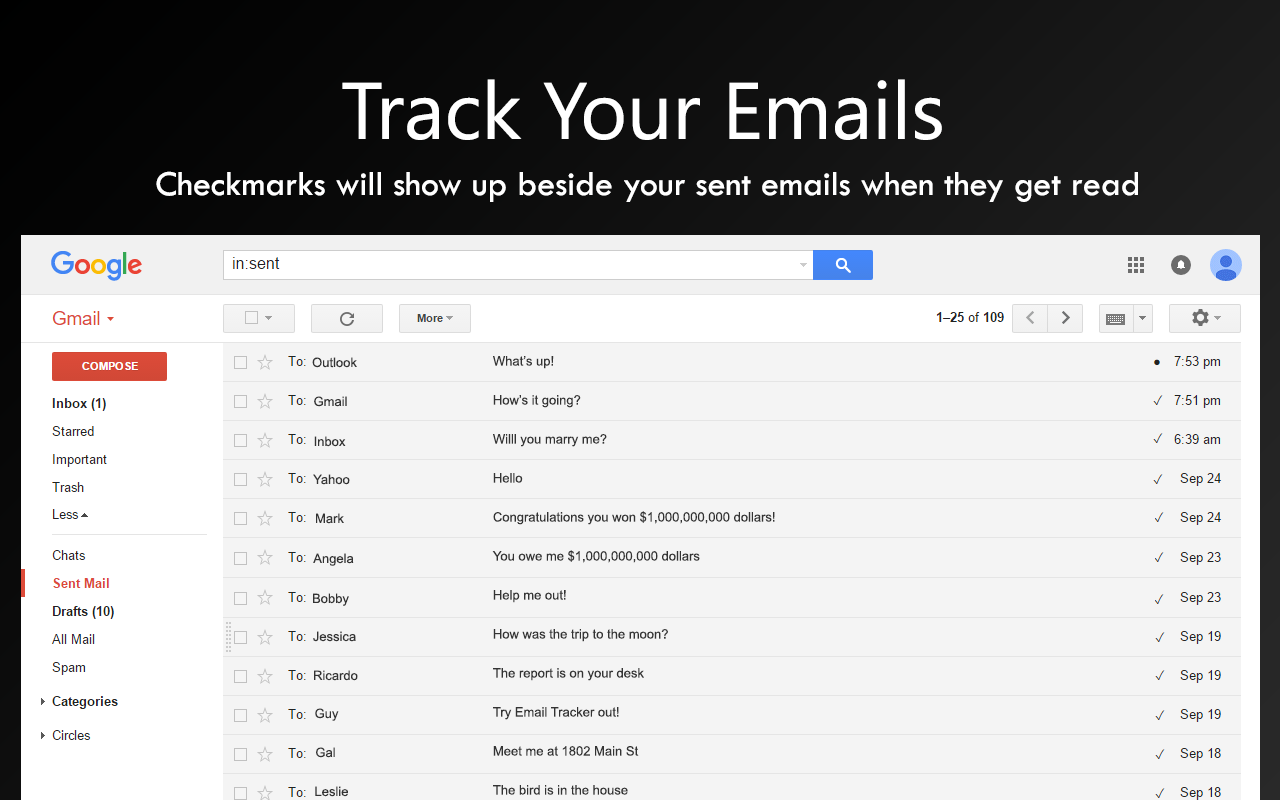 Track Your Emails
Checkmarks will show up beside your sent emails when they get read
Google
in:sent
Gmail
More
1–25 of 109
COMPOSE
Inbox (1)
Starred
Important
Trash
Less
Chats
Sent Mail
Drafts (10)
All Mail
Spam
Categories
Circles
To: Outlook What's up! 7:53 pm
To: Gmail How's it going? ✓ 7:51 pm
To: Inbox Willl you marry me? ✓ 6:39 am
To: Yahoo Hello ✓ Sep 24
To: Mark Congratulations you won $1,000,000,000 dollars! ✓ Sep 24
To: Angela You owe me $1,000,000,000 dollars ✓ Sep 23
To: Bobby Help me out! ✓ Sep 23
To: Jessica How was the trip to the moon? ✓ Sep 19
To: Ricardo The report is on your desk ✓ Sep 19
To: Guy Try Email Tracker out! ✓ Sep 19
To: Gal Meet me at 1802 Main St ✓ Sep 18
To: Leslie The bird is in the house ✓ Sep 18